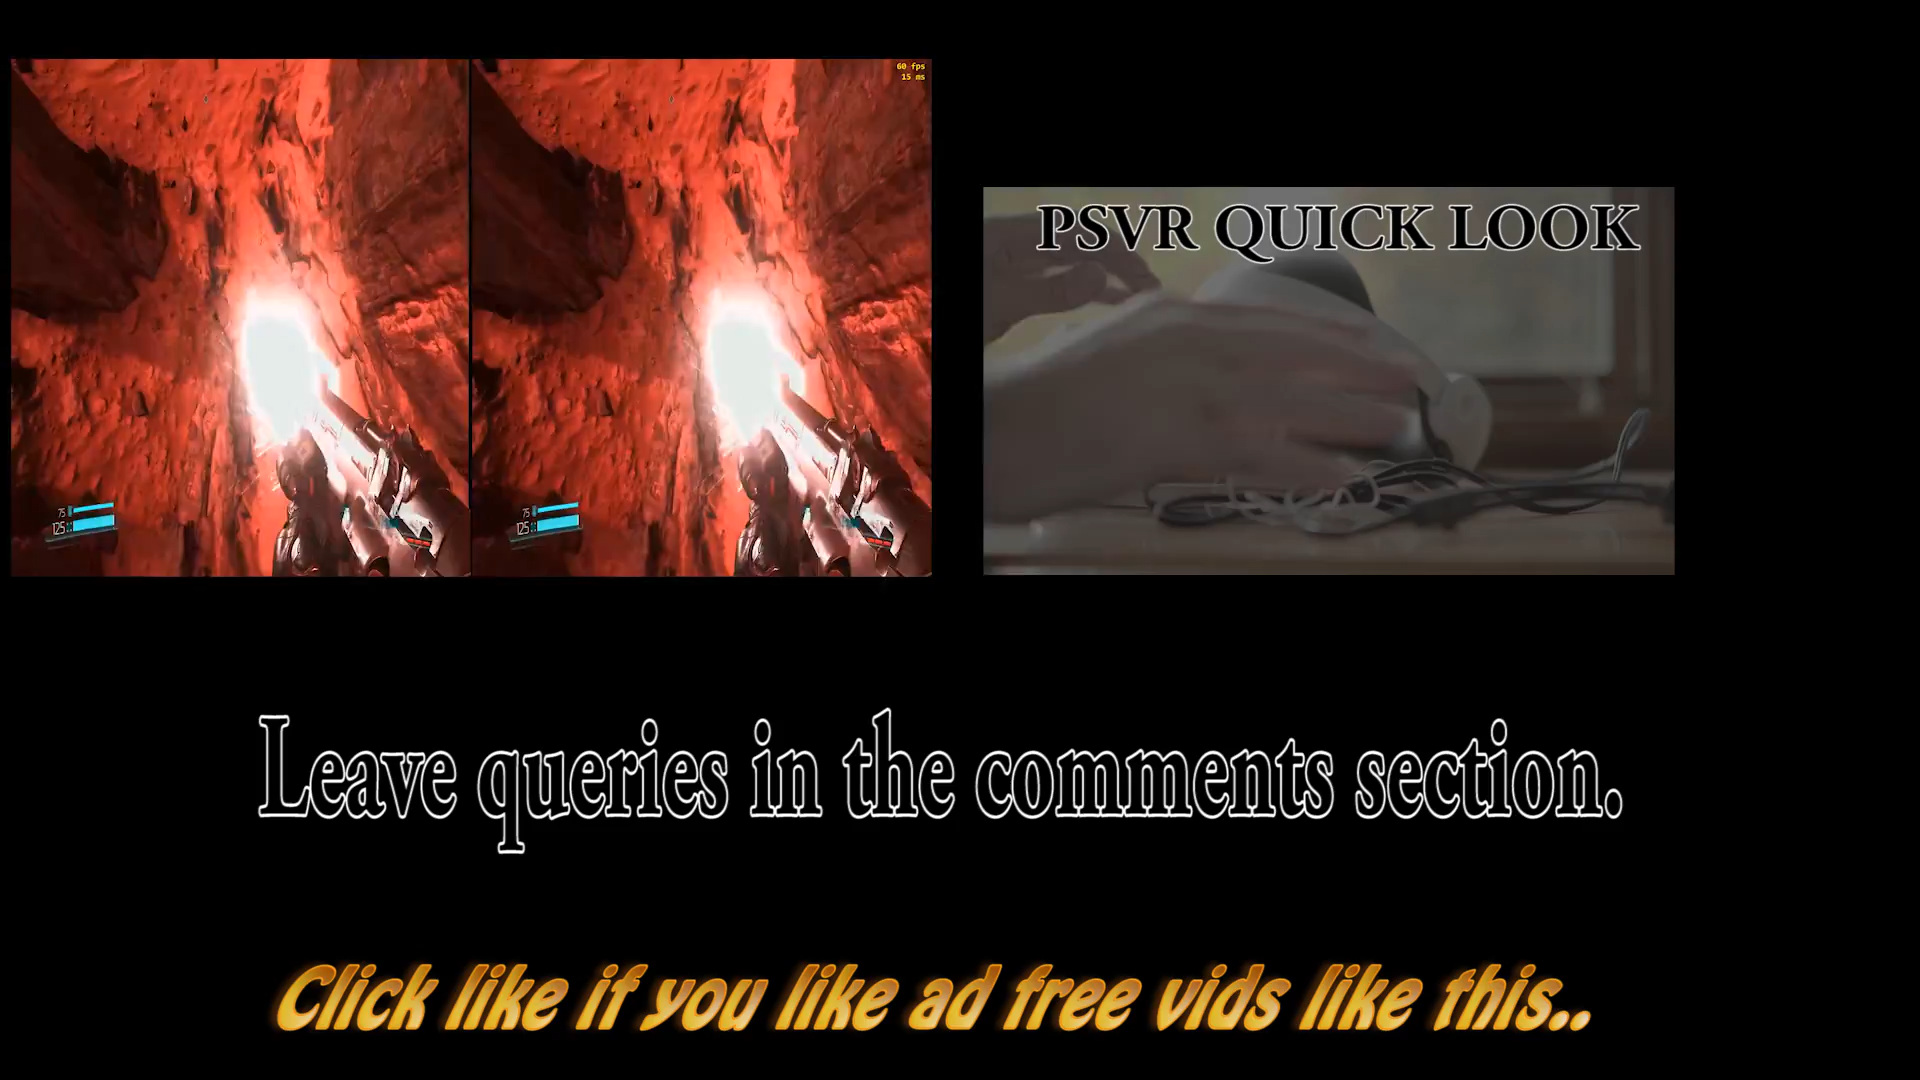 60 fps
15 ms
PSVR QUICK LOOK
75
125
75
125
Leave queries in the comments section.
Click like if you like ad free vids like this..